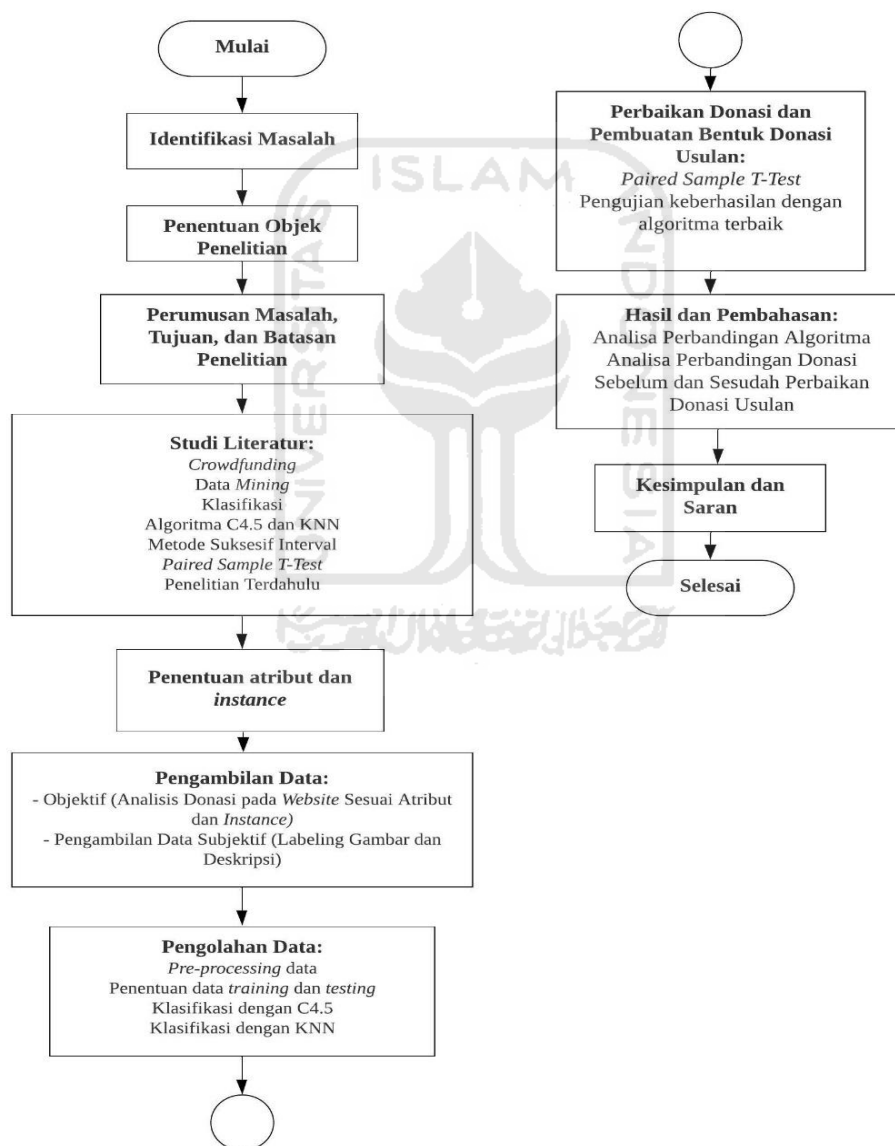 Mulai
Identifikasi Masalah
Penentuan Objek
Penelitian
Perumusan Masalah,
Tujuan, dan Batasan
Penelitian
Studi Literatur:
Crowdfunding
Data Mining
Klasifikasi
Algoritma C4.5 dan KNN
Metode Suksesif Interval
Paired Sample T-Test
Penelitian Terdahulu
Penentuan atribut dan
instance
Pengambilan Data:
- Objektif (Analisis Donasi pada Website Sesuai Atribut
dan Instance)
- Pengambilan Data Subjektif (Labeling Gambar dan
Deskripsi)
Pengolahan Data:
Pre-processing data
Penentuan data training dan testing
Klasifikasi dengan C4.5
Klasifikasi dengan KNN
Perbaikan Donasi dan
Pembuatan Bentuk Donasi
Usulan:
Paired Sample T-Test
Pengujian keberhasilan dengan
algoritma terbaik
Hasil dan Pembahasan:
Analisa Perbandingan Algoritma
Analisa Perbandingan Donasi
Sebelum dan Sesudah Perbaikan
Donasi Usulan
Kesimpulan dan
Saran
Selesai
UNIVERSITAS
ISLAM
INDONESIA